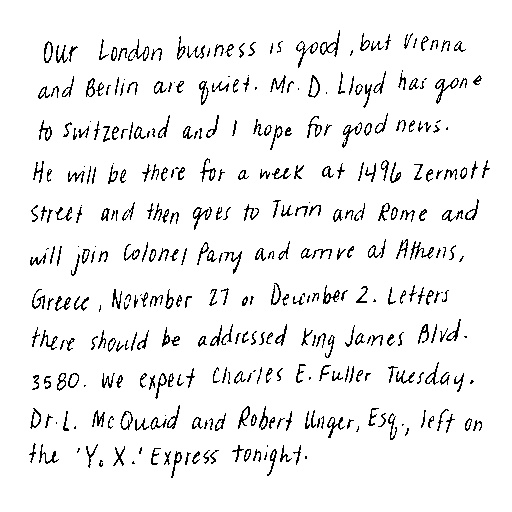 Our London business is good, but Vienna
and Berlin are quiet. Mr. D. Lloyd has gone
to Switzerland and I hope for good news.
He will be there for a week at 1496 Zermott
Street and then goes to Turin and Rome and
will join Colonel Parry and arrive at Athens,
Greece, November 27 or December 2. Letters
there should be addressed King James Blvd.
3580. We expect Charles E. Fuller Tuesday.
Dr. L. McQuaid and Robert Unger, Esq., left on
the 'Y. X.' Express tonight.